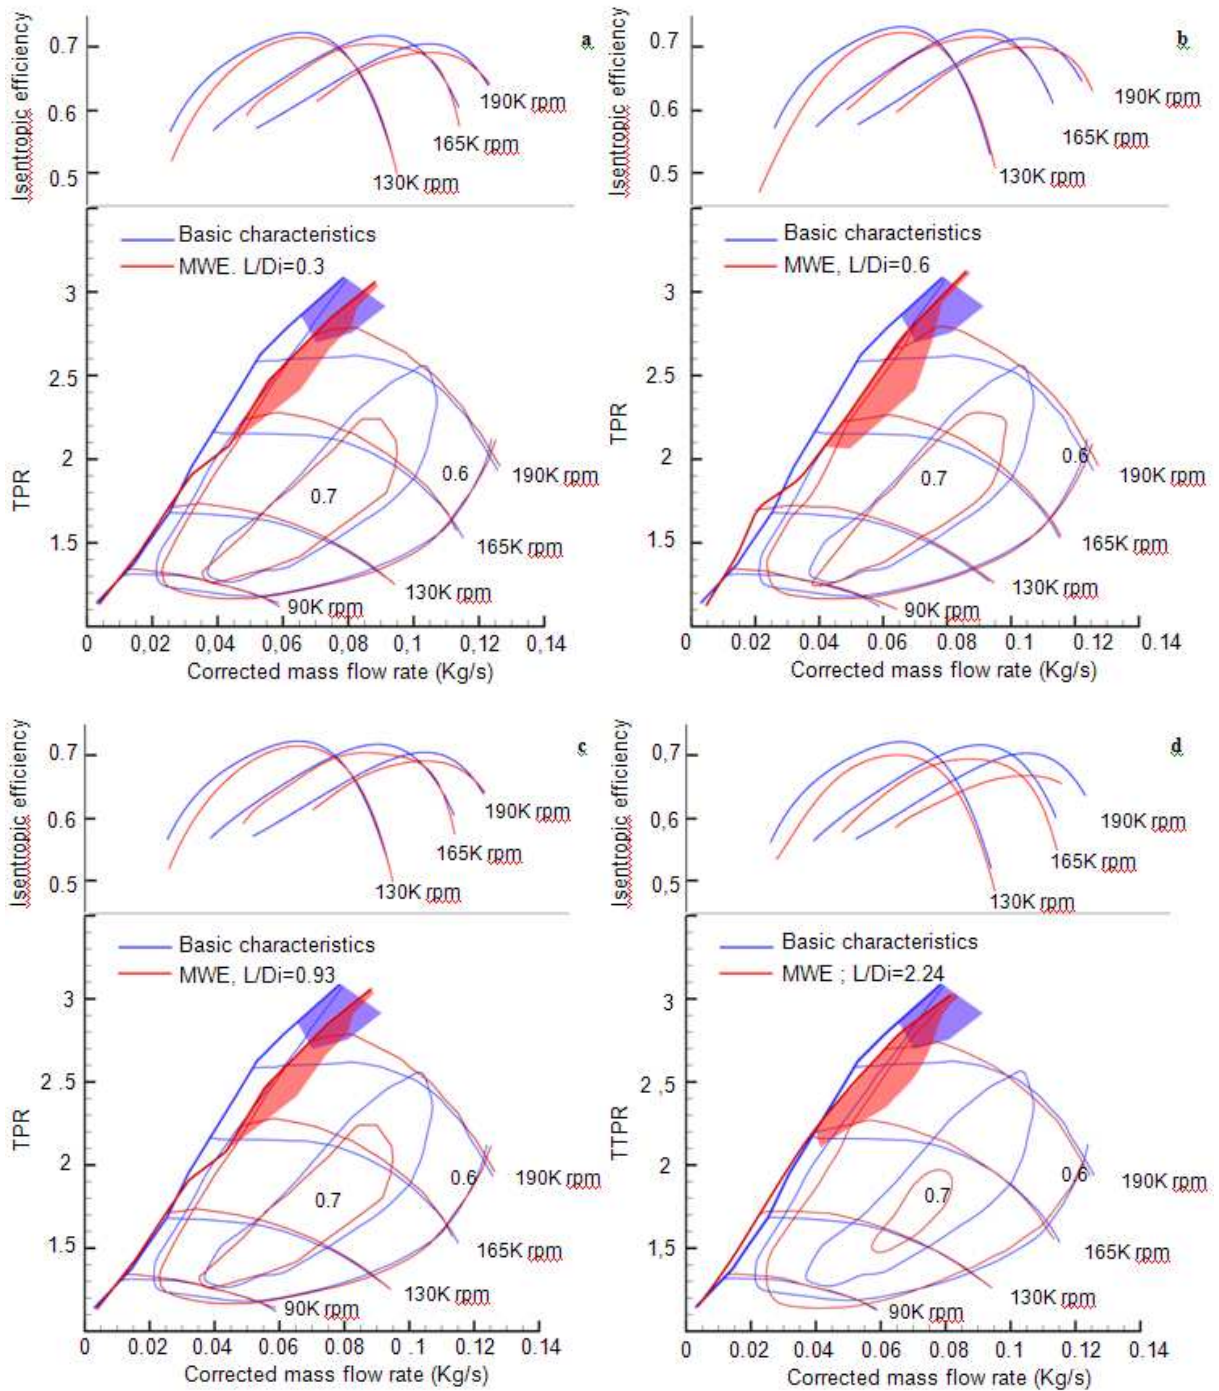 Isentropic efficiency
0.7
0.6
0.5
a
190K rpm
165K rpm
130K rpm
Basic characteristics
MWE. L/Di=0.3
TPR
3
2.5
2
1.5
0.7
0.6
190K rpm
165K rpm
130K rpm
90K rpm
0 0.02 0.04 0,06 0,08 0,1 0,12 0,14
Corrected mass flow rate (Kg/s)
Isentropic efficiency
0.7
0.6
0.5
b
190K rpm
165K rpm
130K rpm
Basic characteristics
MWE, L/Di=0.6
TPR
3
2.5
2
1.5
0.7
0.6
190K rpm
165K rpm
130K rpm
90K rpm
0 0.02 0.04 0.06 0.08 0.1 0.12 0.14
Corrected mass flow rate (Kg/s)
Isentropic efficiency
0.7
0.6
0.5
c
190K rpm
165K rpm
130K rpm
Basic characteristics
MWE, L/Di=0.93
TPR
3
2.5
2
1.5
0.7
0.6
190K rpm
165K rpm
130K rpm
90K rpm
0 0.02 0.04 0.06 0.08 0.1 0.12 0.14
Corrected mass flow rate (Kg/s)
Isentropic efficiency
0,7
0,6
0,5
d
190K rpm
165K rpm
130K rpm
Basic characteristics
MWE ; L/Di=2.24
TTPR
3
2,5
2
1,5
0.7
0.6
190K rpm
165K rpm
130K rpm
90K rpm
0 0.02 0.04 0.06 0.08 0.1 0.12 0.14
Corrected mass flow rate (Kg/s)